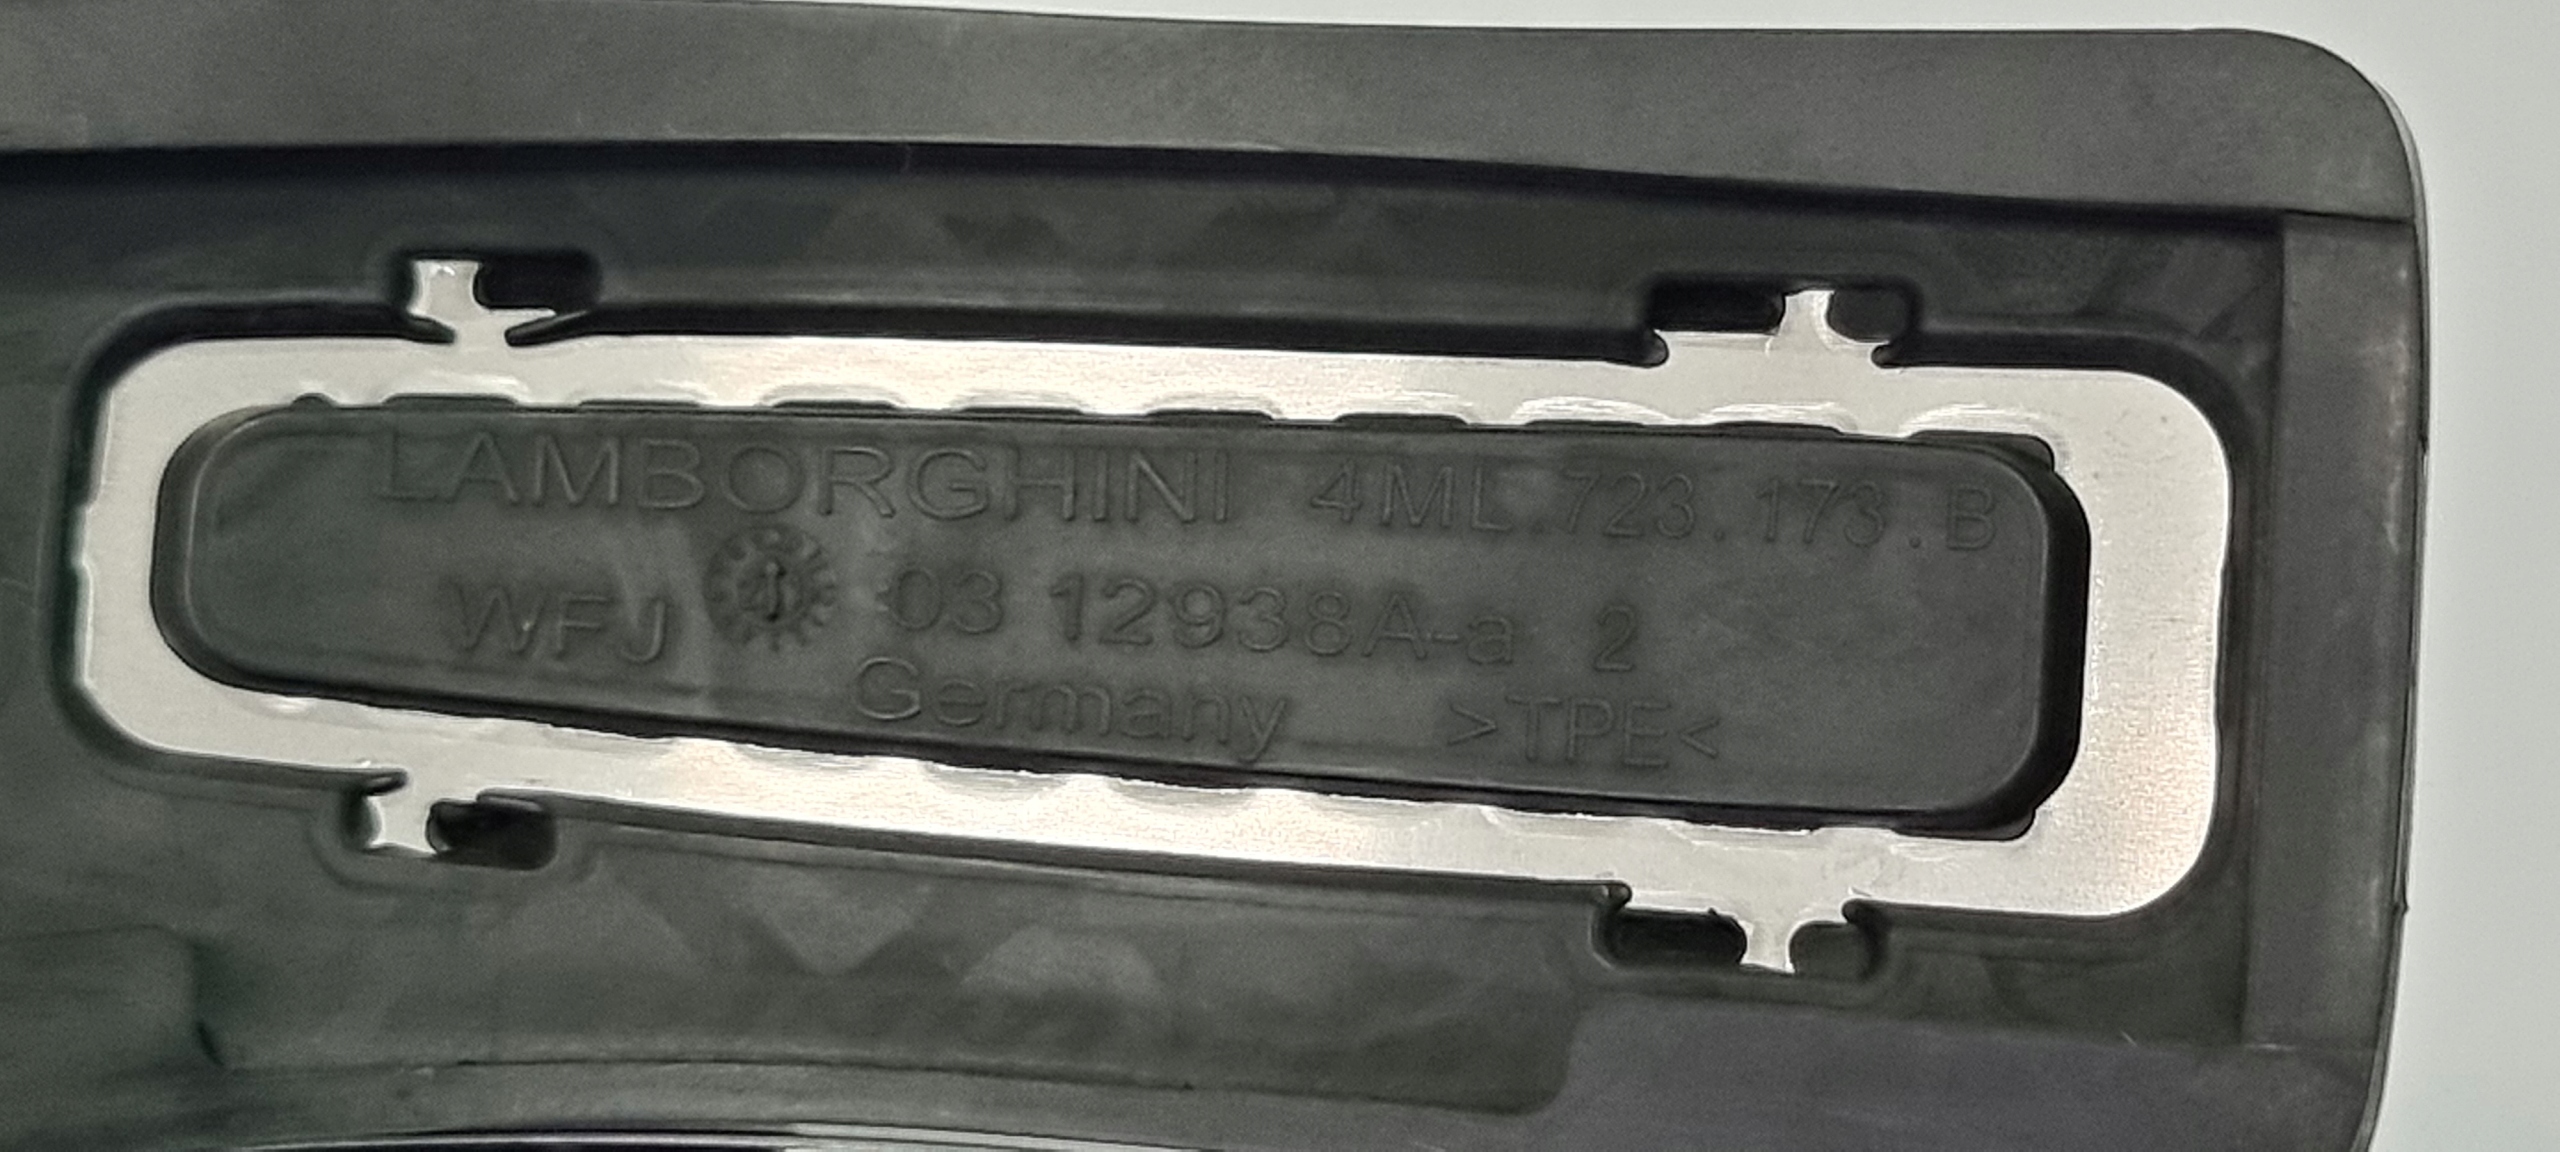 LAMBORGHINI 4ML.723.173.B
WFJ 03 12938A-a 2
Germany >TPE<